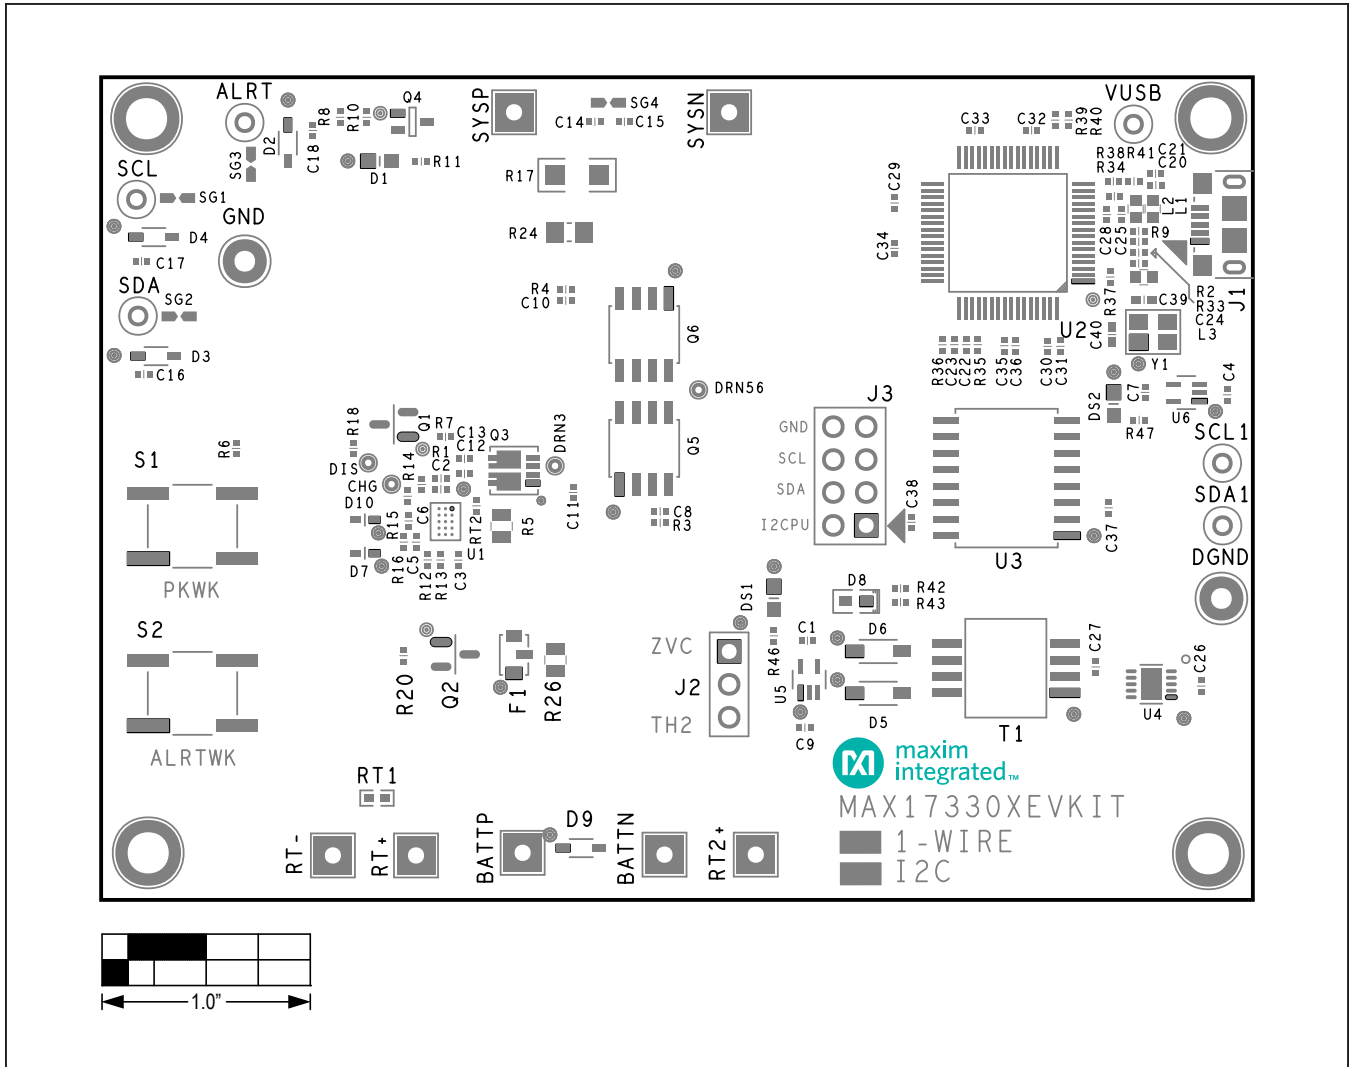 ALRT
R8
R10
Q4
SYSP
SG4
C14
C15
SYSN
C33
C32
R39
R40
VUSB
D2
C18
SG3
D1
R11
SCL
SG1
R17
C29
R38
R41
R34
C21
C20
L2
L1
GND
D4
C17
R24
C34
C28
C25
R9
SDA
SG2
R4
C10
R37
C39
R2
R33
C24
L3
J1
Q6
U2
C40
D3
C16
R36
C23
C22
R35
C35
C36
C30
C31
Y1
DRN56
J3
DS2
C7
U6
C4
R18
Q1
R7
C13
C12
Q3
DRN3
Q5
GND
R47
SCL1
S1
R6
DIS
R14
R1
C2
SCL
CHG
D10
SDA
C38
SDA1
R15
C6
RT2
R5
C11
C8
R3
I2CPU
C37
U1
D7
R16
C5
R12
R13
C3
U3
DGND
PKWK
DS1
D8
R42
R43
S2
C1
D6
ZVC
R46
C27
C26
R20
Q2
F1
R26
J2
U5
TH2
D5
U4
C9
T1
ALRTWK
maxim
integrated™
RT1
MAX17330XEVKIT
RT-
RT+
BATTP
D9
BATTN
RT2+
1-WIRE
I2C
1.0”